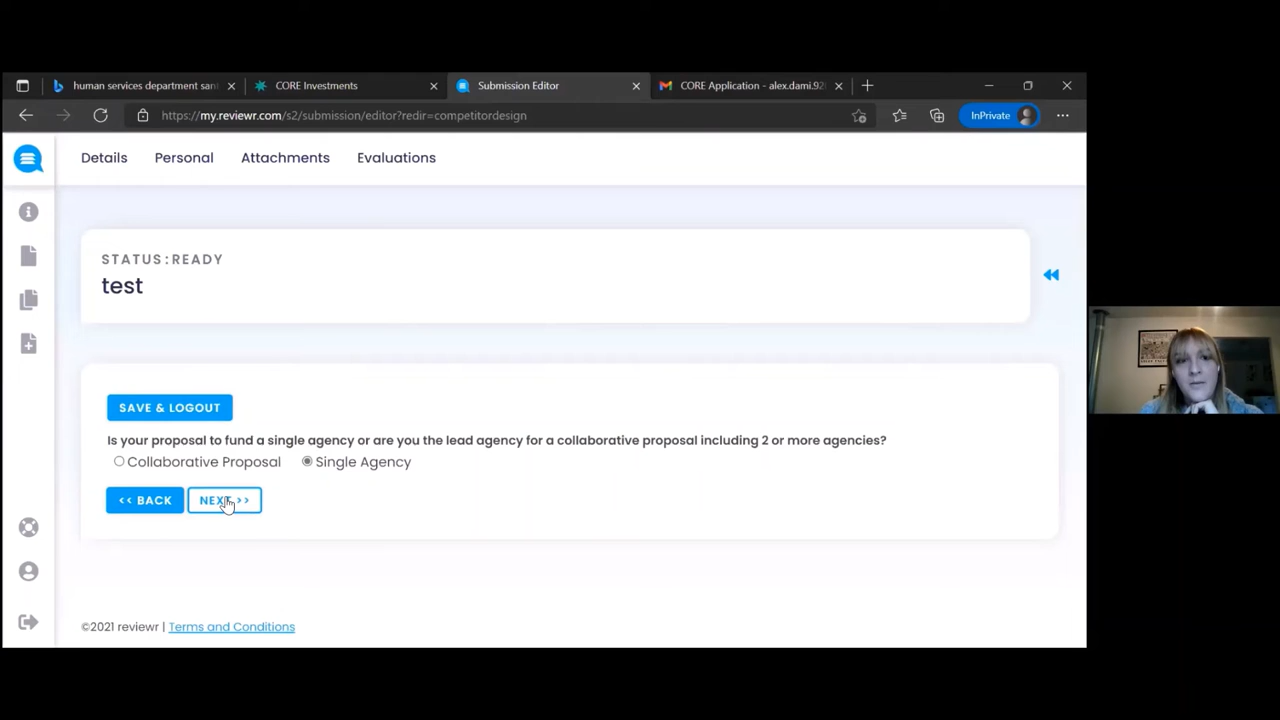 human services department sant
CORE Investments
Submission Editor
CORE Application - alex.dami.92
https://my.reviewr.com/s2/submission/editor?redir=competitordesign
InPrivate
Details
Personal
Attachments
Evaluations
STATUS:READY
test
SAVE & LOGOUT
Is your proposal to fund a single agency or are you the lead agency for a collaborative proposal including 2 or more agencies?
Collaborative Proposal
Single Agency
<< BACK
NEXT >>
©2021 reviewr | Terms and Conditions